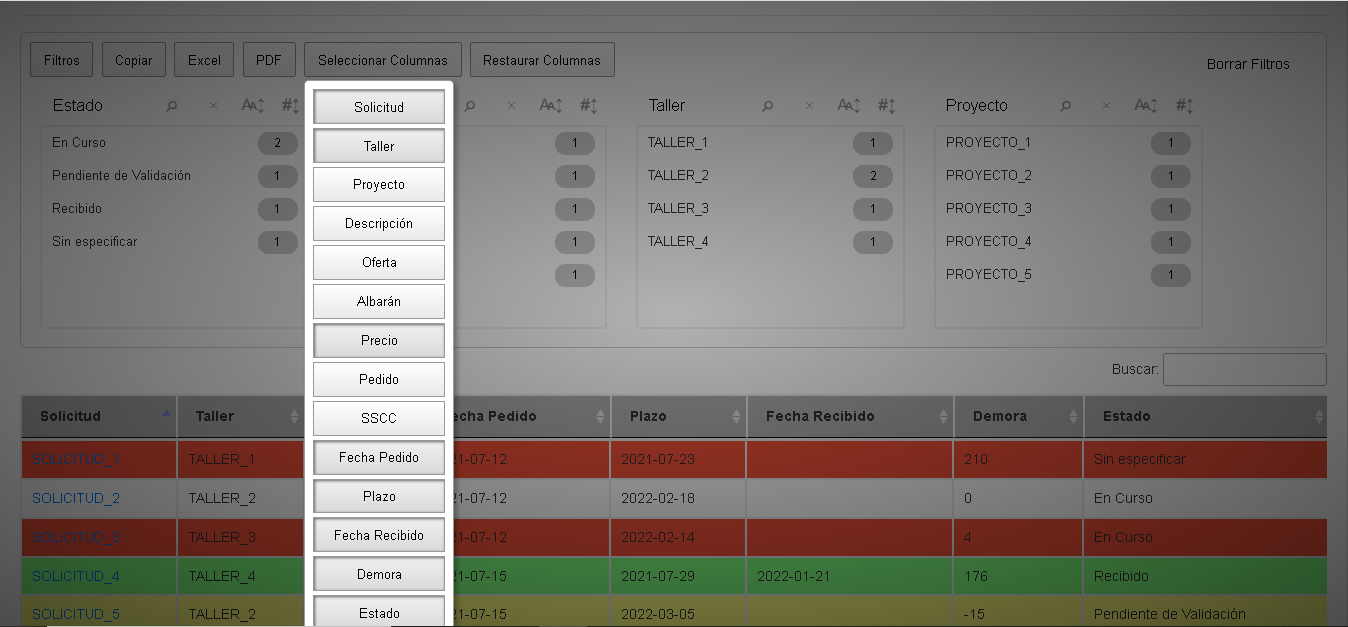 Filtros Copiar Excel PDF Seleccionar Columnas Restaurar Columnas
Borrar Filtros
Estado
En Curso 2
Pendiente de Validación 1
Recibido 1
Sin especificar 1
Solicitud
Taller
Proyecto
Descripción
Oferta
Albarán
Precio
Pedido
SSCC
Fecha Pedido
Plazo
Fecha Recibido
Demora
Estado
1
1
1
1
1
Taller
TALLER_1 1
TALLER_2 2
TALLER_3 1
TALLER_4 1
Proyecto
PROYECTO_1 1
PROYECTO_2 1
PROYECTO_3 1
PROYECTO_4 1
PROYECTO_5 1
Buscar:
Solicitud Taller echa Pedido Plazo Fecha Recibido Demora Estado
SOLICITUD_1 TALLER_1 21-07-12 2021-07-23 210 Sin especificar
SOLICITUD_2 TALLER_2 21-07-12 2022-02-18 0 En Curso
SOLICITUD_3 TALLER_3 21-07-12 2022-02-14 4 En Curso
SOLICITUD_4 TALLER_4 21-07-15 2021-07-29 2022-01-21 176 Recibido
SOLICITUD_5 TALLER_2 21-07-15 2022-03-05 -15 Pendiente de Validación